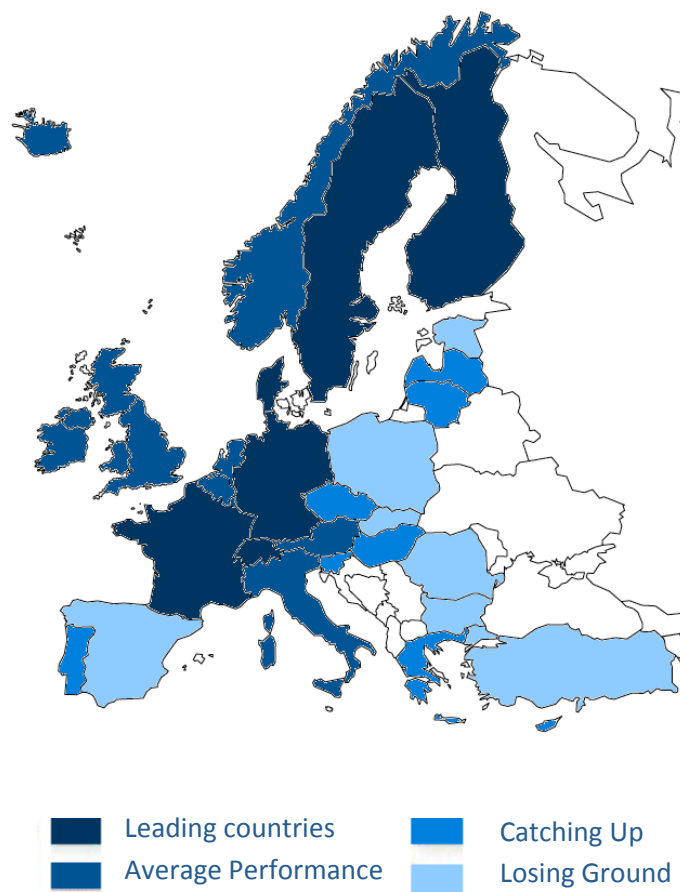 Leading countries
Average Performance
Catching Up
Losing Ground